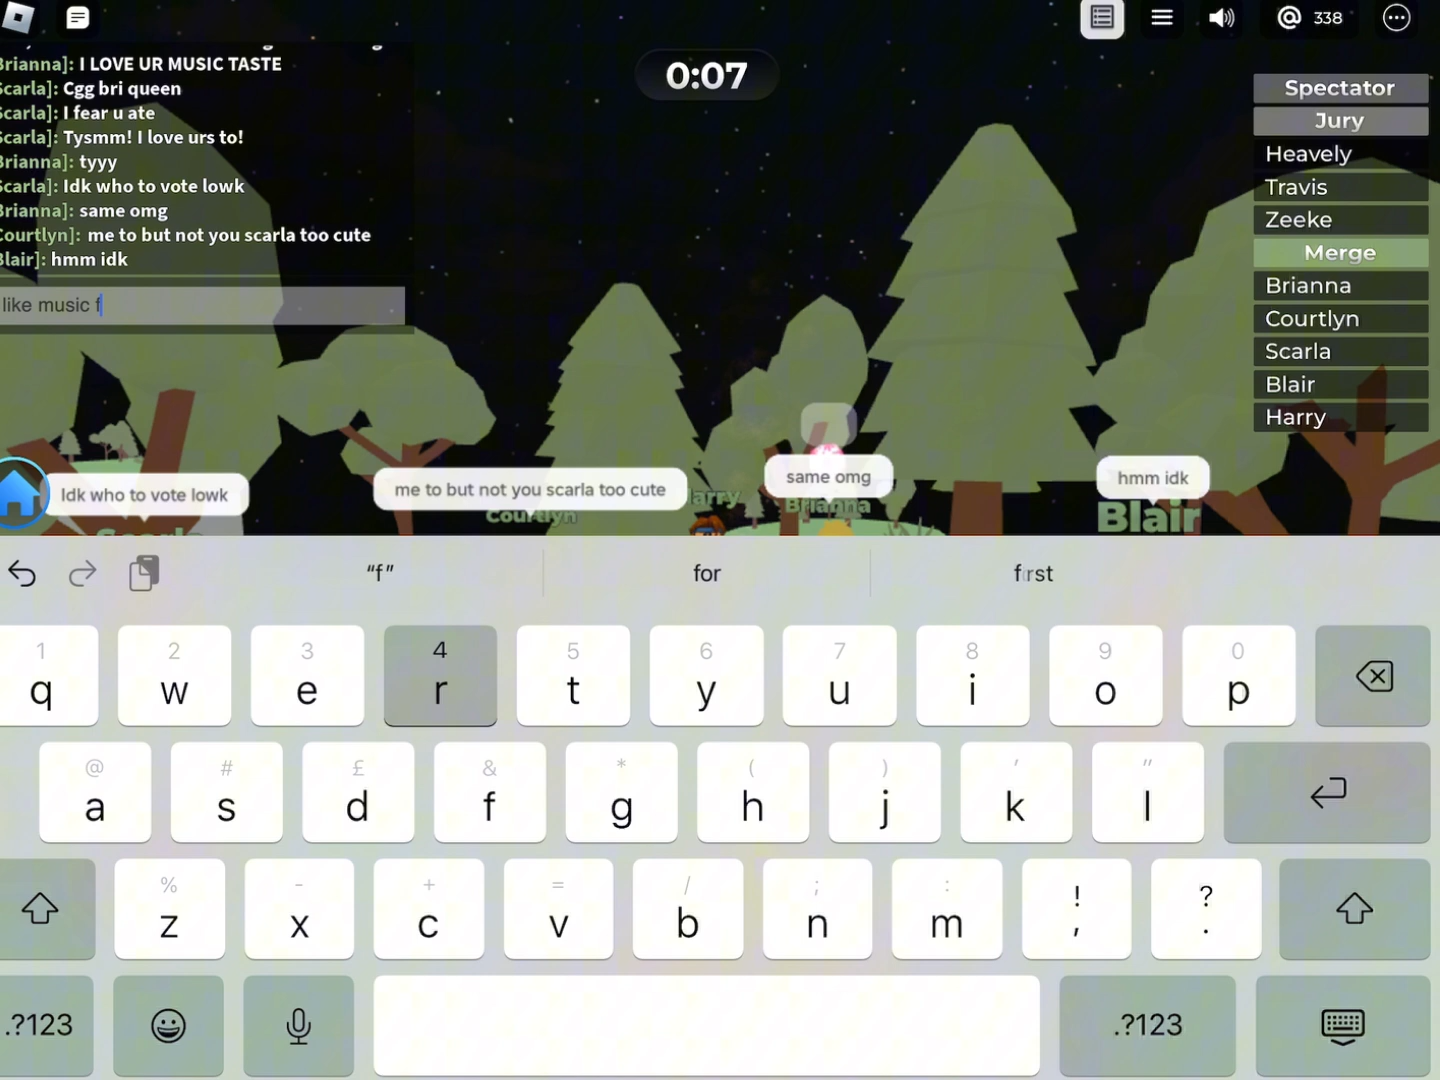 338
Brianna]: I LOVE UR MUSIC TASTE
Scarla]: Cgg bri queen
Scarla]: I fear u ate
Scarla]: Tysmm! I love urs to!
Brianna]: tyyy
Scarla]: Idk who to vote lowk
Brianna]: same omg
Courtlyn]: me to but not you scarla too cute
Blair]: hmm idk
like music f
0:07
Spectator
Jury
Heavely
Travis
Zeeke
Merge
Brianna
Courtlyn
Scarla
Blair
Harry
Idk who to vote lowk
me to but not you scarla too cute
same omg
hmm idk
Scarla
Courtlyn
Harry
Brianna
Blair
“f”
for
first
1 2 3 4 5 6 7 8 9 0
q w e r t y u i o p
@ # £ & * ( ) ' "
a s d f g h j k l
% - + = / ; : ! ?
z x c v b n m , .
.?123
.?123